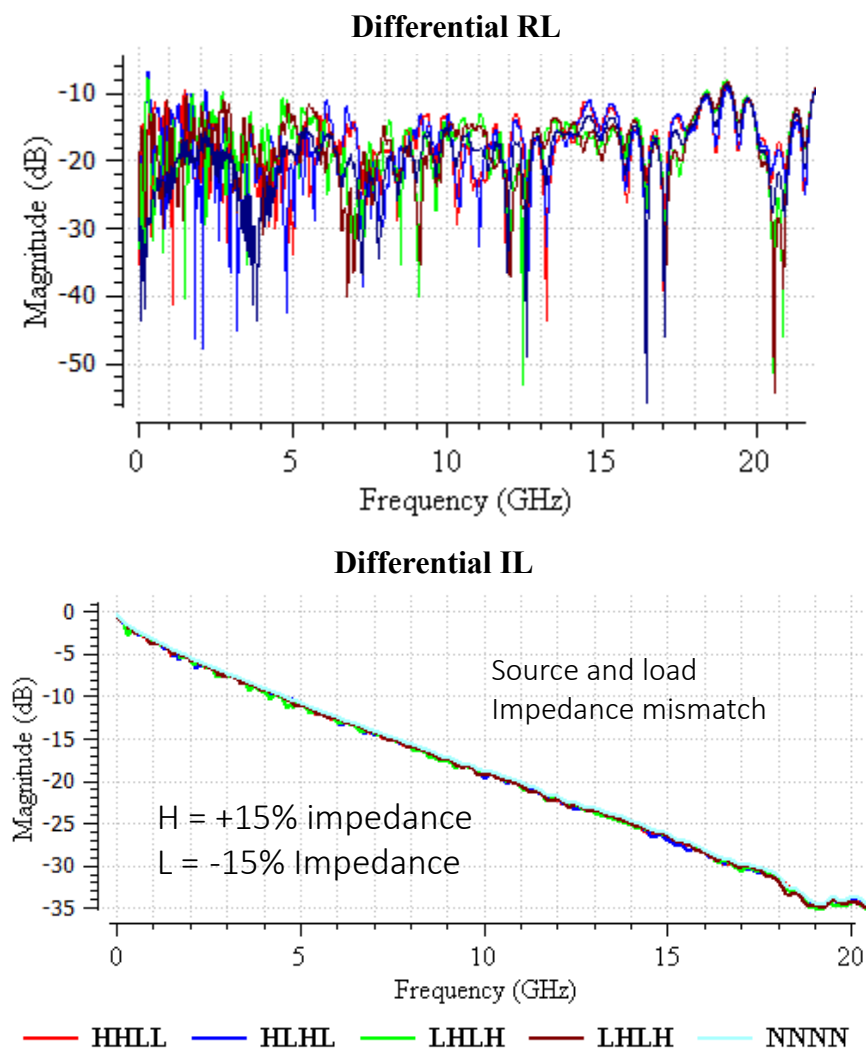 Differential RL
-10
-20
-30
-40
-50
Magnitude (dB)
0 5 10 15 20
Frequency (GHz)
Differential IL
0
-5
-10
-15
-20
-25
-30
-35
Magnitude (dB)
Source and load
Impedance mismatch
H = +15% impedance
L = -15% Impedance
0 5 10 15 20
Frequency (GHz)
HHLL HLHL LHLH LHLH NNNN